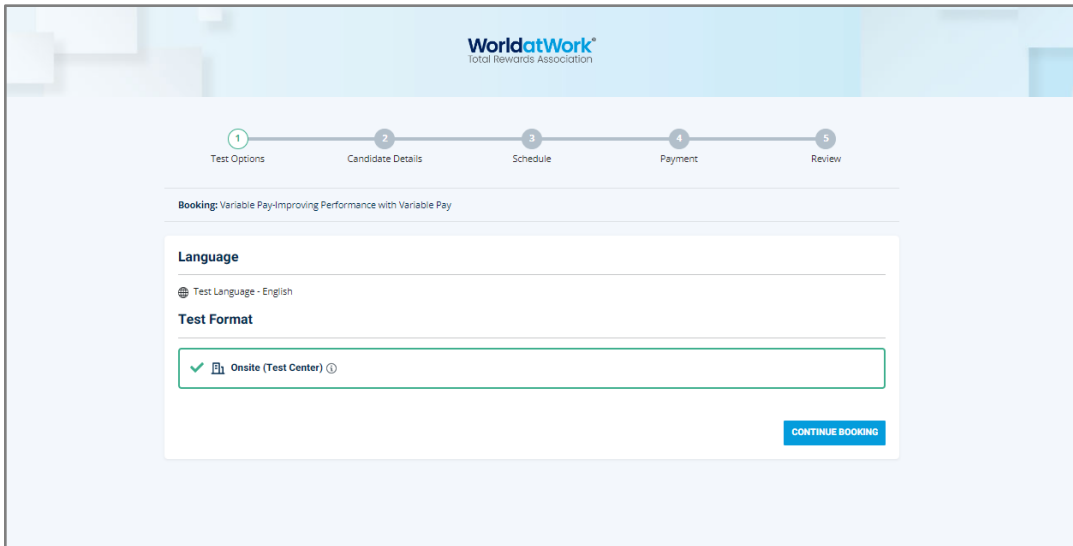 WorldatWork®
Total Rewards Association
1 2 3 4 5
Test Options Candidate Details Schedule Payment Review
Booking: Variable Pay-Improving Performance with Variable Pay
Language
Test Language - English
Test Format
Onsite (Test Center)
CONTINUE BOOKING